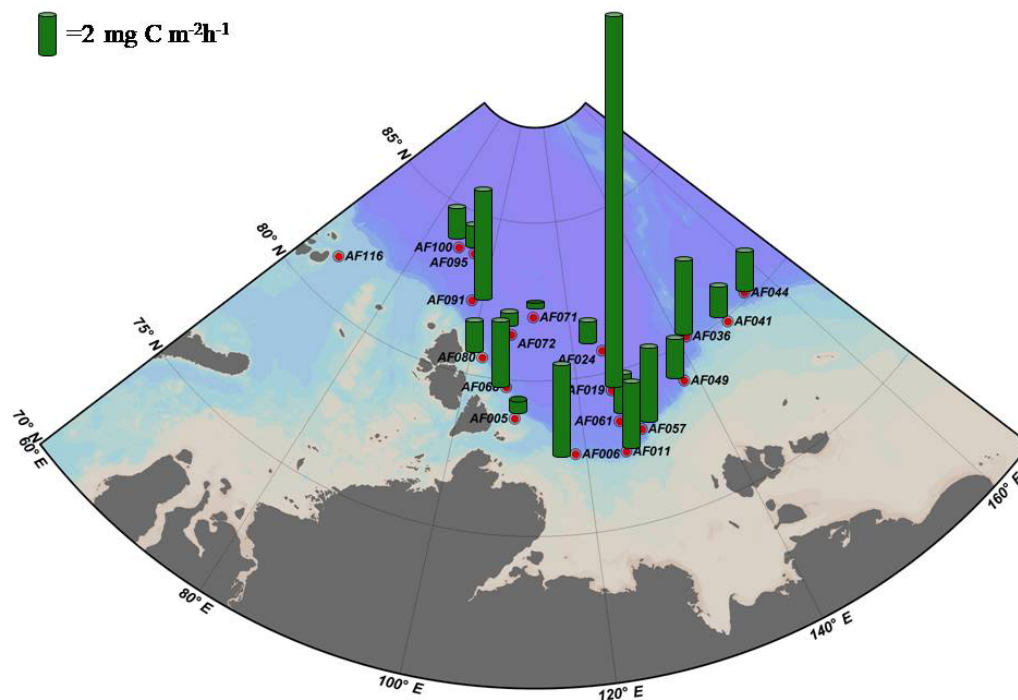 =2 mg C m⁻²h⁻¹
85° N
80° N
75° N
70° N
60° E
80° E
100° E
120° E
140° E
160° E
AF100
AF095
AF116
AF091
AF071
AF072
AF080
AF068
AF005
AF024
AF019
AF061
AF006
AF011
AF057
AF049
AF036
AF041
AF044